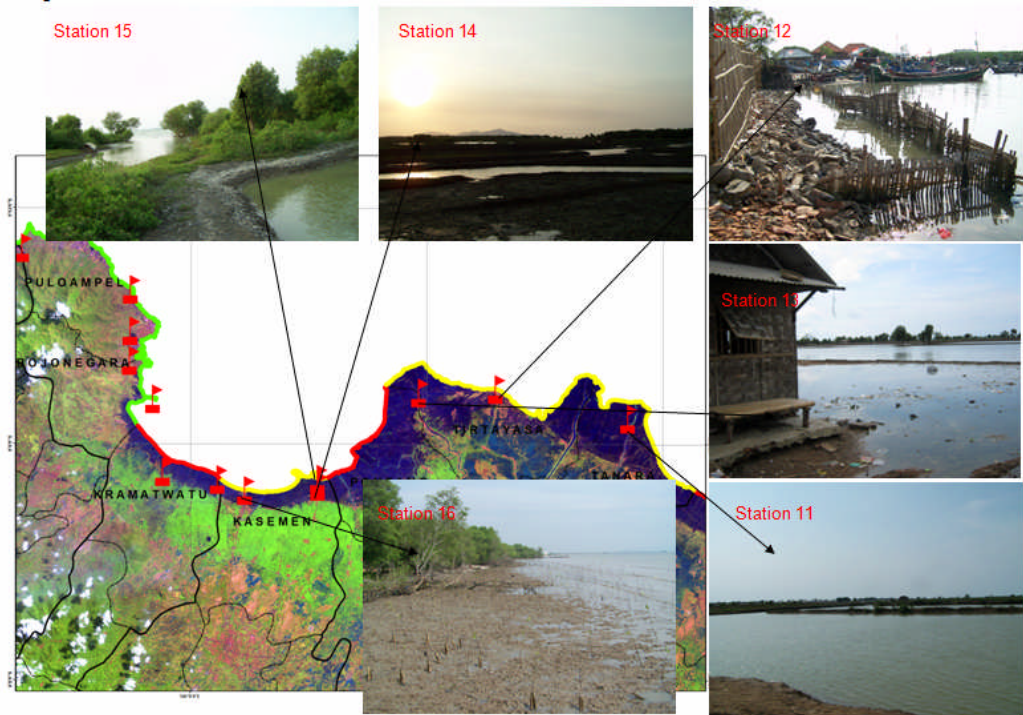 Station 15
Station 14
Station 12
PULOAMPEL
Station 13
BOJONEGARA
TIRTAYASA
TANARA
KRAMATWATU
P
KASEMEN
Station 16
Station 11